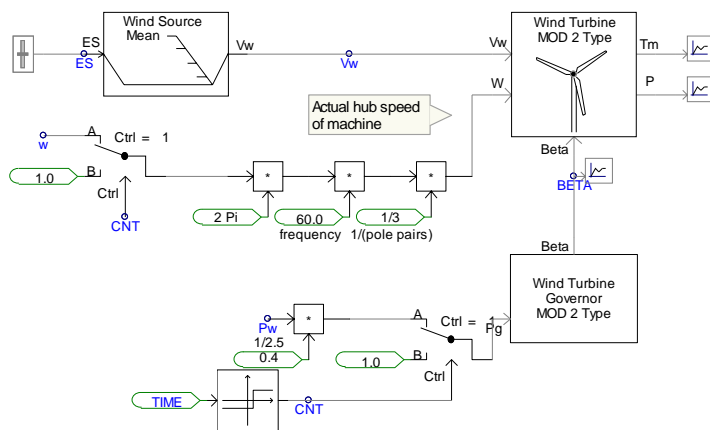 Wind Source
Mean
ES
ES
Vw
Vw
Vw
W
Wind Turbine
MOD 2 Type
Tm
P
Beta
Actual hub speed
of machine
w
A
Ctrl = 1
B
1.0
Ctrl
CNT
*
*
*
2 Pi
60.0
1/3
frequency
1/(pole pairs)
BETA
Beta
Wind Turbine
Governor
MOD 2 Type
Pw
*
1/2.5
0.4
A
Ctrl = 1
Pg
B
1.0
Ctrl
TIME
CNT